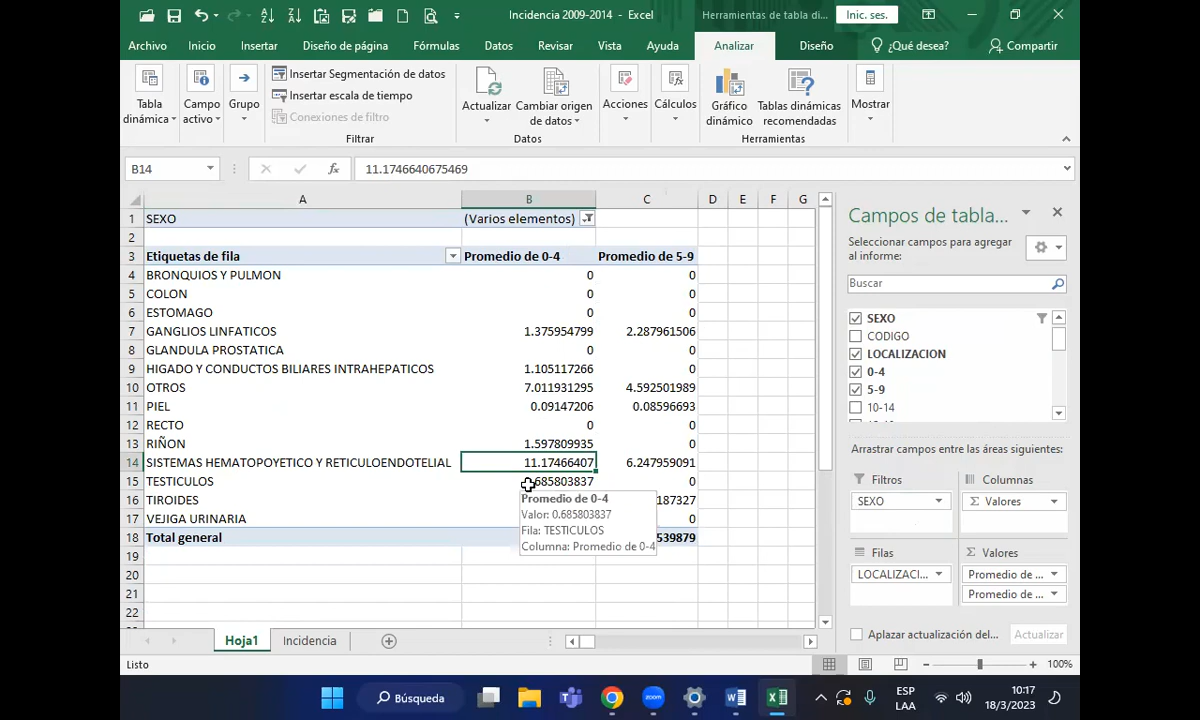 Incidencia 2009-2014 - Excel
Herramientas de tabla di...
Inic. ses.
Archivo Inicio Insertar Diseño de página Fórmulas Datos Revisar Vista Ayuda Analizar Diseño ¿Qué desea? Compartir
Tabla dinámica
Campo activo
Grupo
Insertar Segmentación de datos
Insertar escala de tiempo
Conexiones de filtro
Filtrar
Actualizar
Cambiar origen de datos
Datos
Acciones
Cálculos
Gráfico dinámico
Tablas dinámicas recomendadas
Herramientas
Mostrar
B14 fx 11.1746640675469
A B C D E F G
1 SEXO (Varios elementos)
2
3 Etiquetas de fila Promedio de 0-4 Promedio de 5-9
4 BRONQUIOS Y PULMON 0 0
5 COLON 0 0
6 ESTOMAGO 0 0
7 GANGLIOS LINFATICOS 1.375954799 2.287961506
8 GLANDULA PROSTATICA 0 0
9 HIGADO Y CONDUCTOS BILIARES INTRAHEPATICOS 1.105117266 0
10 OTROS 7.011931295 4.592501989
11 PIEL 0.09147206 0.08596693
12 RECTO 0 0
13 RIÑON 1.597809935 0
14 SISTEMAS HEMATOPOYETICO Y RETICULOENDOTELIAL 11.17466407 6.247959091
15 TESTICULOS .685803837 0
16 TIROIDES 187327
17 VEJIGA URINARIA 0
18 Total general 539879
19
20
21
22
Promedio de 0-4
Valor: 0.685803837
Fila: TESTICULOS
Columna: Promedio de 0-4
Campos de tabla...
Seleccionar campos para agregar al informe:
Buscar
SEXO
CODIGO
LOCALIZACION
0-4
5-9
10-14
Arrastrar campos entre las áreas siguientes:
Filtros
SEXO
Columnas
Σ Valores
Filas
LOCALIZACI...
Σ Valores
Promedio de ...
Promedio de ...
Aplazar actualización del... Actualizar
Hoja1 Incidencia
Listo
100%
Búsqueda
zoom
ESP
LAA
10:17
18/3/2023